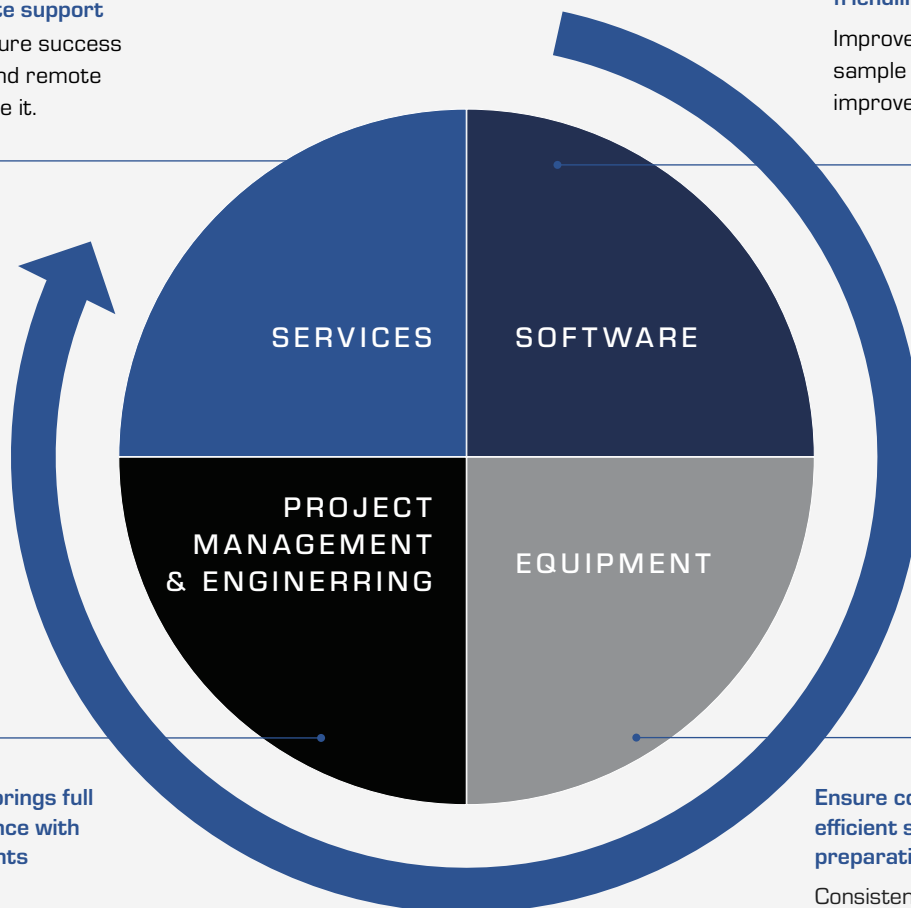 te support
ure success
nd remote
e it.
Improve
sample
improve
SERVICES
SOFTWARE
PROJECT
MANAGEMENT
& ENGINERRING
EQUIPMENT
orings full
nce with
nts
Ensure co
efficient s
preparati
Consisten